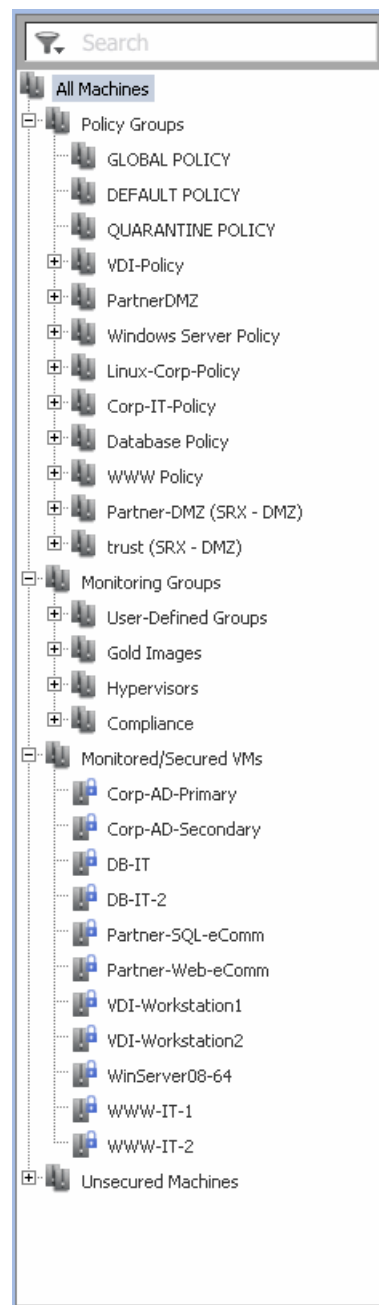 Search
All Machines
Policy Groups
GLOBAL POLICY
DEFAULT POLICY
QUARANTINE POLICY
VDI-Policy
PartnerDMZ
Windows Server Policy
Linux-Corp-Policy
Corp-IT-Policy
Database Policy
WWW Policy
Partner-DMZ (SRX - DMZ)
trust (SRX - DMZ)
Monitoring Groups
User-Defined Groups
Gold Images
Hypervisors
Compliance
Monitored/Secured VMs
Corp-AD-Primary
Corp-AD-Secondary
DB-IT
DB-IT-2
Partner-SQL-eComm
Partner-Web-eComm
VDI-Workstation1
VDI-Workstation2
WinServer08-64
WWW-IT-1
WWW-IT-2
Unsecured Machines